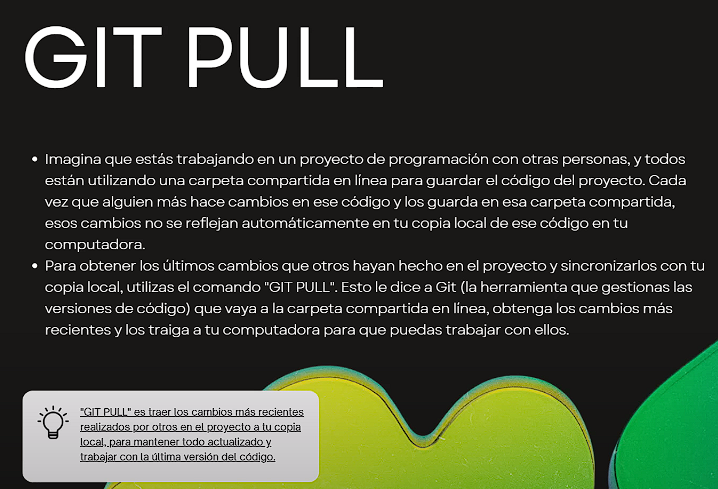 GIT PULL
• Imagina que estás trabajando en un proyecto de programación con otras personas, y todos
están utilizando una carpeta compartida en línea para guardar el código del proyecto. Cada
vez que alguien más hace cambios en ese código y los guarda en esa carpeta compartida,
esos cambios no se reflejan automáticamente en tu copia local de ese código en tu
computadora.
• Para obtener los últimos cambios que otros hayan hecho en el proyecto y sincronizarlos con tu
copia local, utilizas el comando "GIT PULL". Esto le dice a Git (la herramienta que gestionas las
versiones de código) que vaya a la carpeta compartida en línea, obtenga los cambios más
recientes y los traiga a tu computadora para que puedas trabajar con ellos.
"GIT PULL" es traer los cambios más recientes
realizados por otros en el proyecto a tu copia
local, para mantener todo actualizado y
trabajar con la última versión del código.